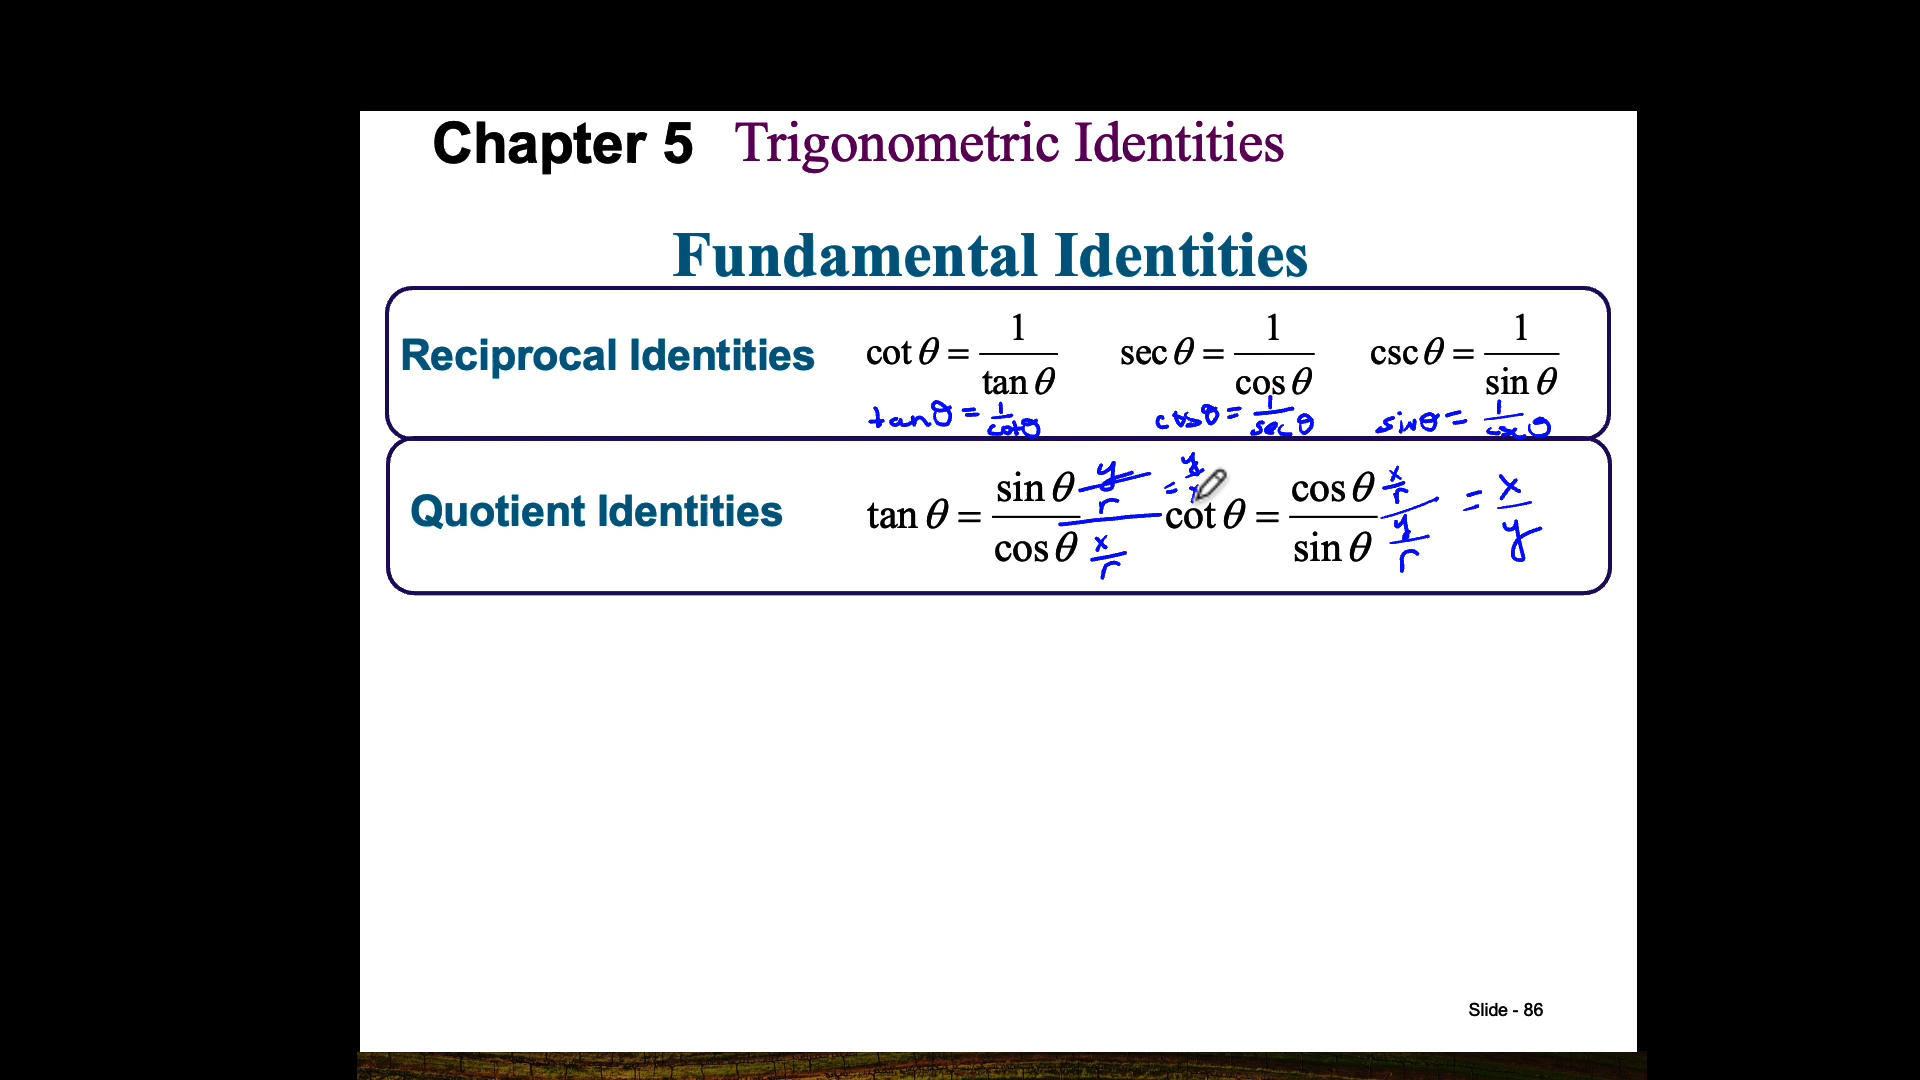 Chapter 5 Trigonometric Identities
Fundamental Identities
Reciprocal Identities cot θ = 1/tan θ sec θ = 1/cos θ csc θ = 1/sin θ
tan θ = 1/cot θ cos θ = 1/sec θ sin θ = 1/csc θ
Quotient Identities tan θ = sin θ/cos θ (y/r)/(x/r) = y/x cot θ = cos θ/sin θ (x/r)/(y/r) = x/y
Slide - 86